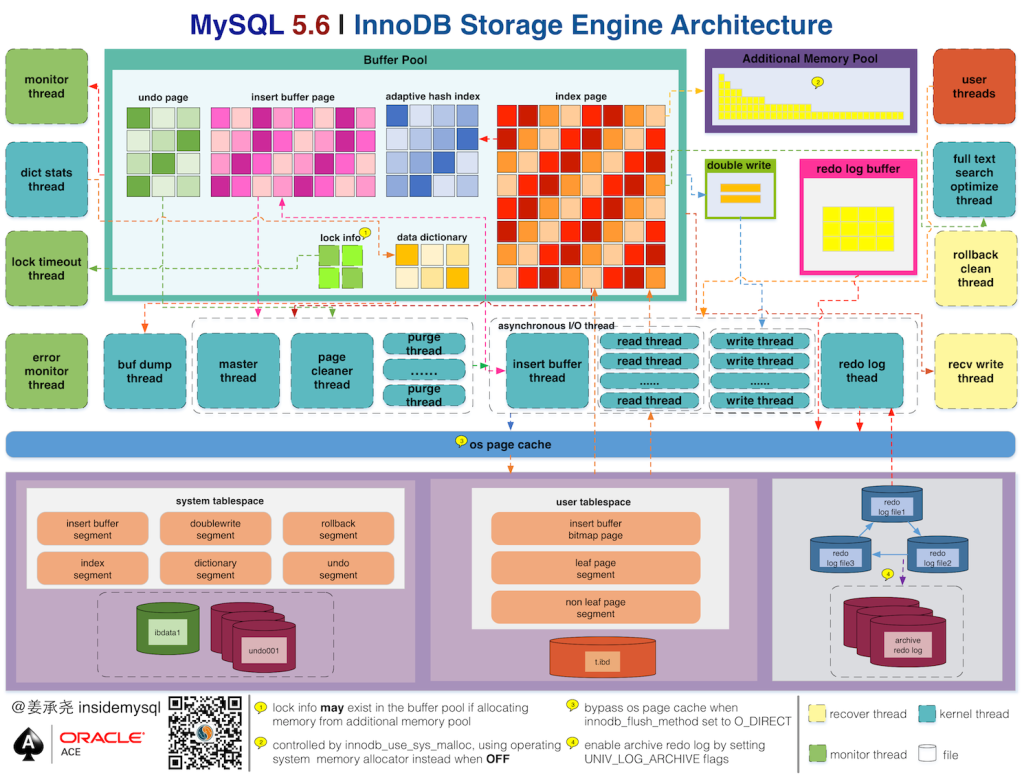 MySQL 5.6 | InnoDB Storage Engine Architecture
monitor
thread
dict stats
thread
lock timeout
thread
error
monitor
thread
Buffer Pool
undo page
insert buffer page
adaptive hash index
index page
lock info
1
data dictionary
Additional Memory Pool
2
double write
redo log buffer
user
threads
full text
search
optimize
thread
rollback
clean
thread
recv write
thread
buf dump
thread
master
thread
page
cleaner
thread
purge
thread
......
purge
thread
asynchronous I/O thread
insert buffer
thread
read thread
read thread
......
read thread
write thread
write thread
......
write thread
redo log
thead
3
os page cache
system tablespace
insert buffer
segment
doublewrite
segment
rollback
segment
index
segment
dictionary
segment
undo
segment
ibdata1
undo001
user tablespace
insert buffer
bitmap page
leaf page
segment
non leaf page
segment
t.ibd
redo
log file1
redo
log file3
redo
log file2
4
archive
redo log
@姜承尧 insidemysql
ORACLE
ACE
1 lock info may exist in the buffer pool if allocating
memory from additional memory pool
2 controlled by innodb_use_sys_malloc, using operating
system memory allocator instead when OFF
3 bypass os page cache when
innodb_flush_method set to O_DIRECT
4 enable archive redo log by setting
UNIV_LOG_ARCHIVE flags
recover thread
kernel thread
monitor thread
file